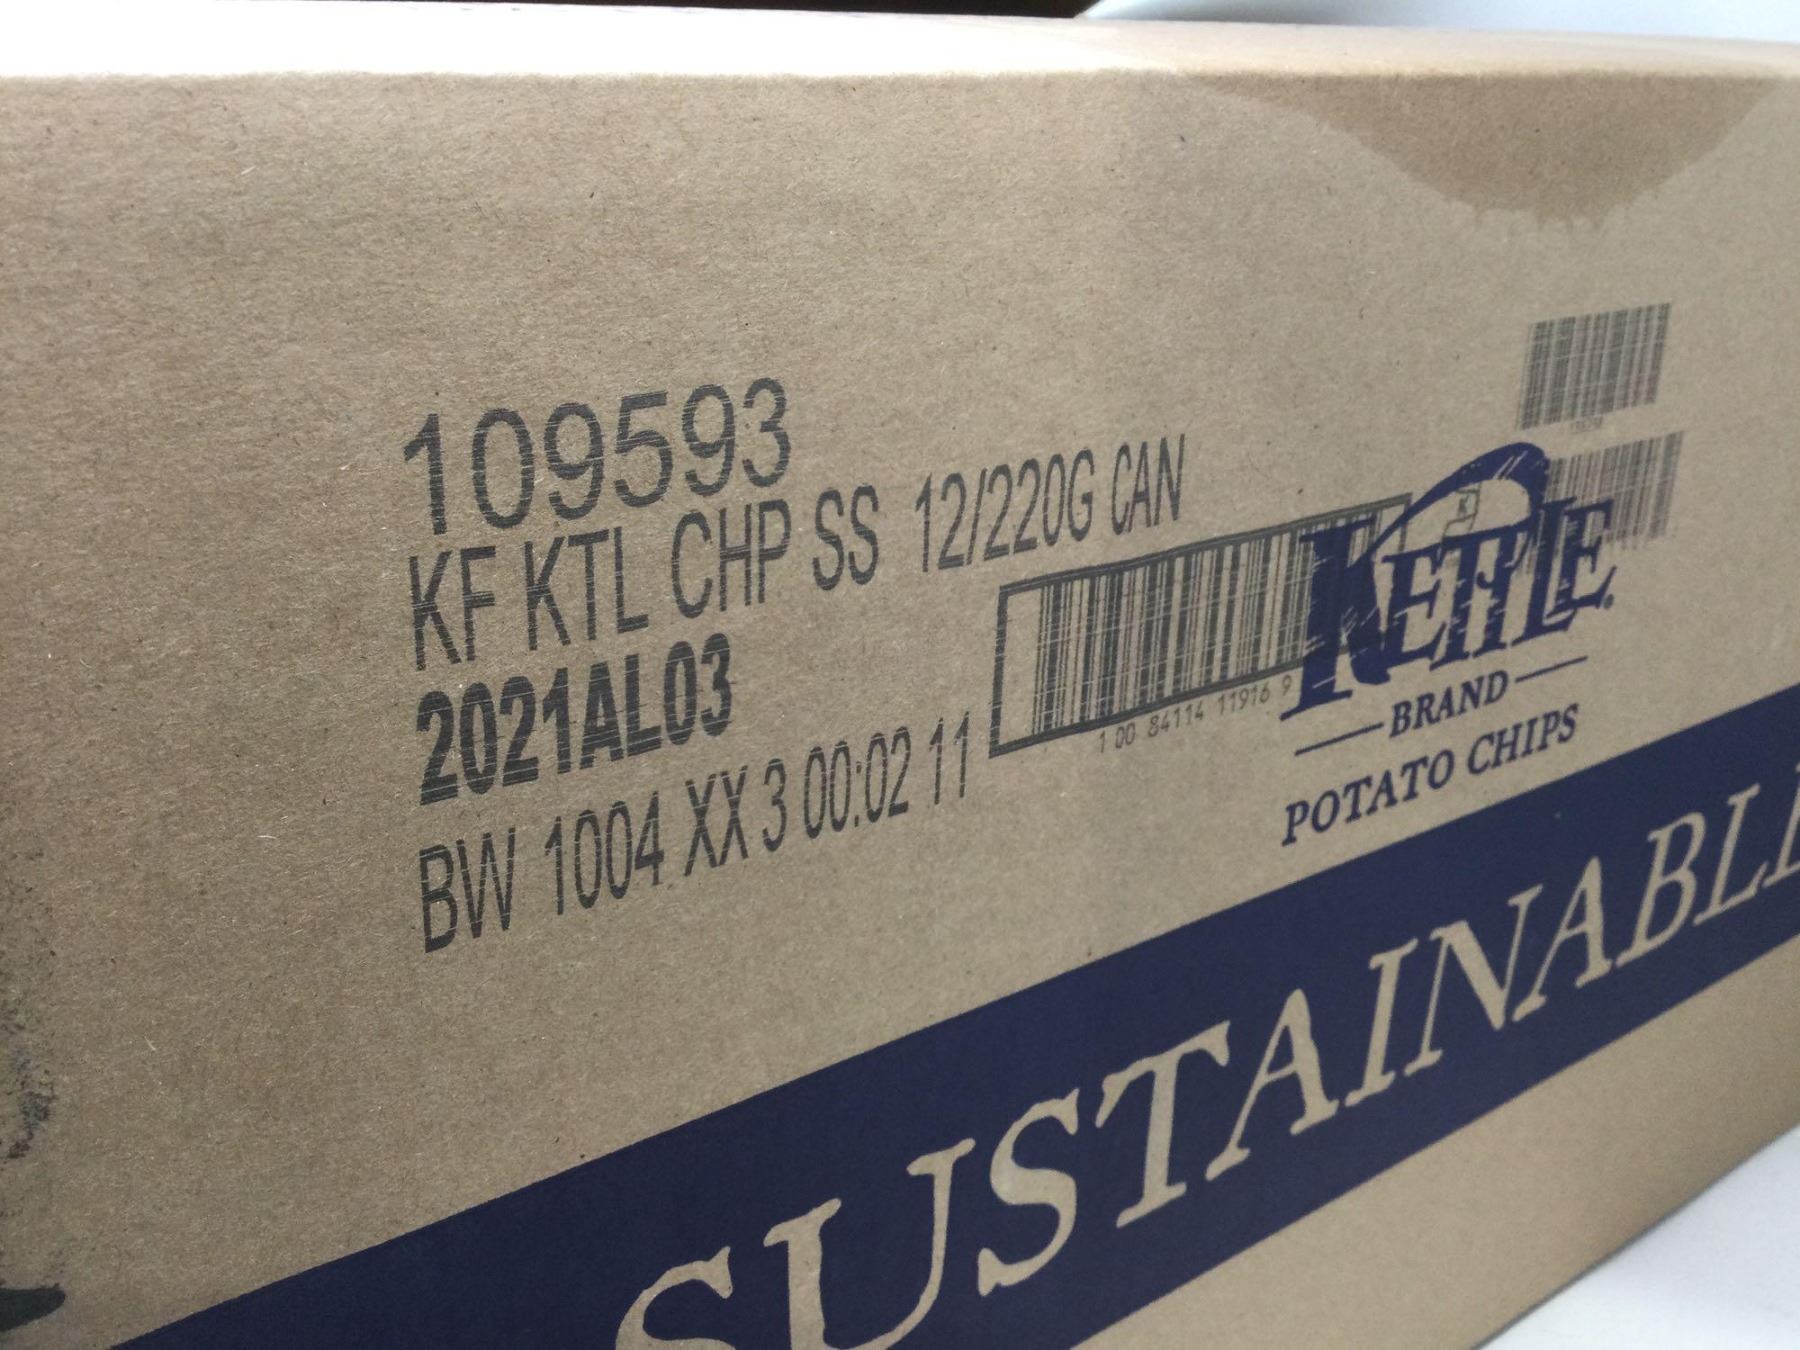 109593
KF KTL CHP SS 12/220G CAN
2021AL03
BW 1004 XX 3 00:02 11
1 00 84114 11916 9
KETTLE
BRAND
POTATO CHIPS
SUSTAINABL